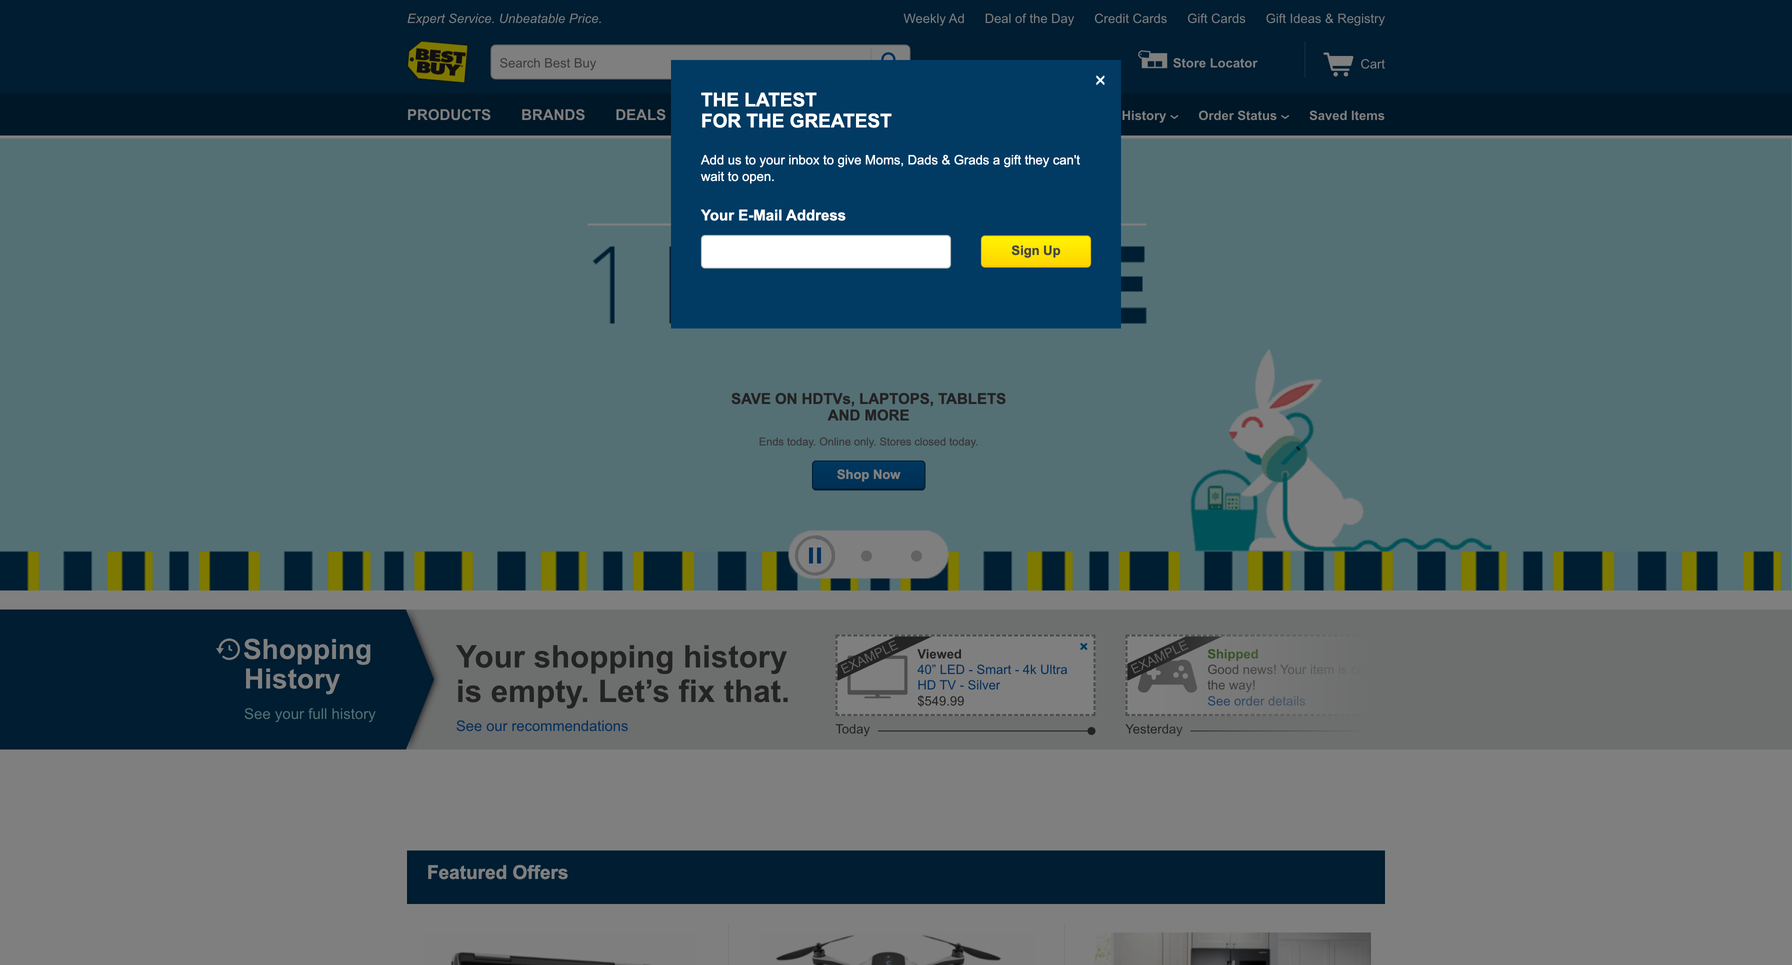 Expert Service. Unbeatable Price.
Weekly Ad
Deal of the Day
Credit Cards
Gift Cards
Gift Ideas & Registry
BEST
BUY
Search Best Buy
Store Locator
Cart
PRODUCTS
BRANDS
DEALS
History
Order Status
Saved Items
THE LATEST
FOR THE GREATEST
Add us to your inbox to give Moms, Dads & Grads a gift they can't
wait to open.
Your E-Mail Address
Sign Up
1
E
SAVE ON HDTVs, LAPTOPS, TABLETS
AND MORE
Ends today. Online only. Stores closed today.
Shop Now
Shopping
History
See your full history
Your shopping history
is empty. Let’s fix that.
See our recommendations
EXAMPLE
Viewed
40” LED - Smart - 4k Ultra
HD TV - Silver
$549.99
Today
EXAMPLE
Shipped
Good news! Your item is
the way!
See order details
Yesterday
Featured Offers